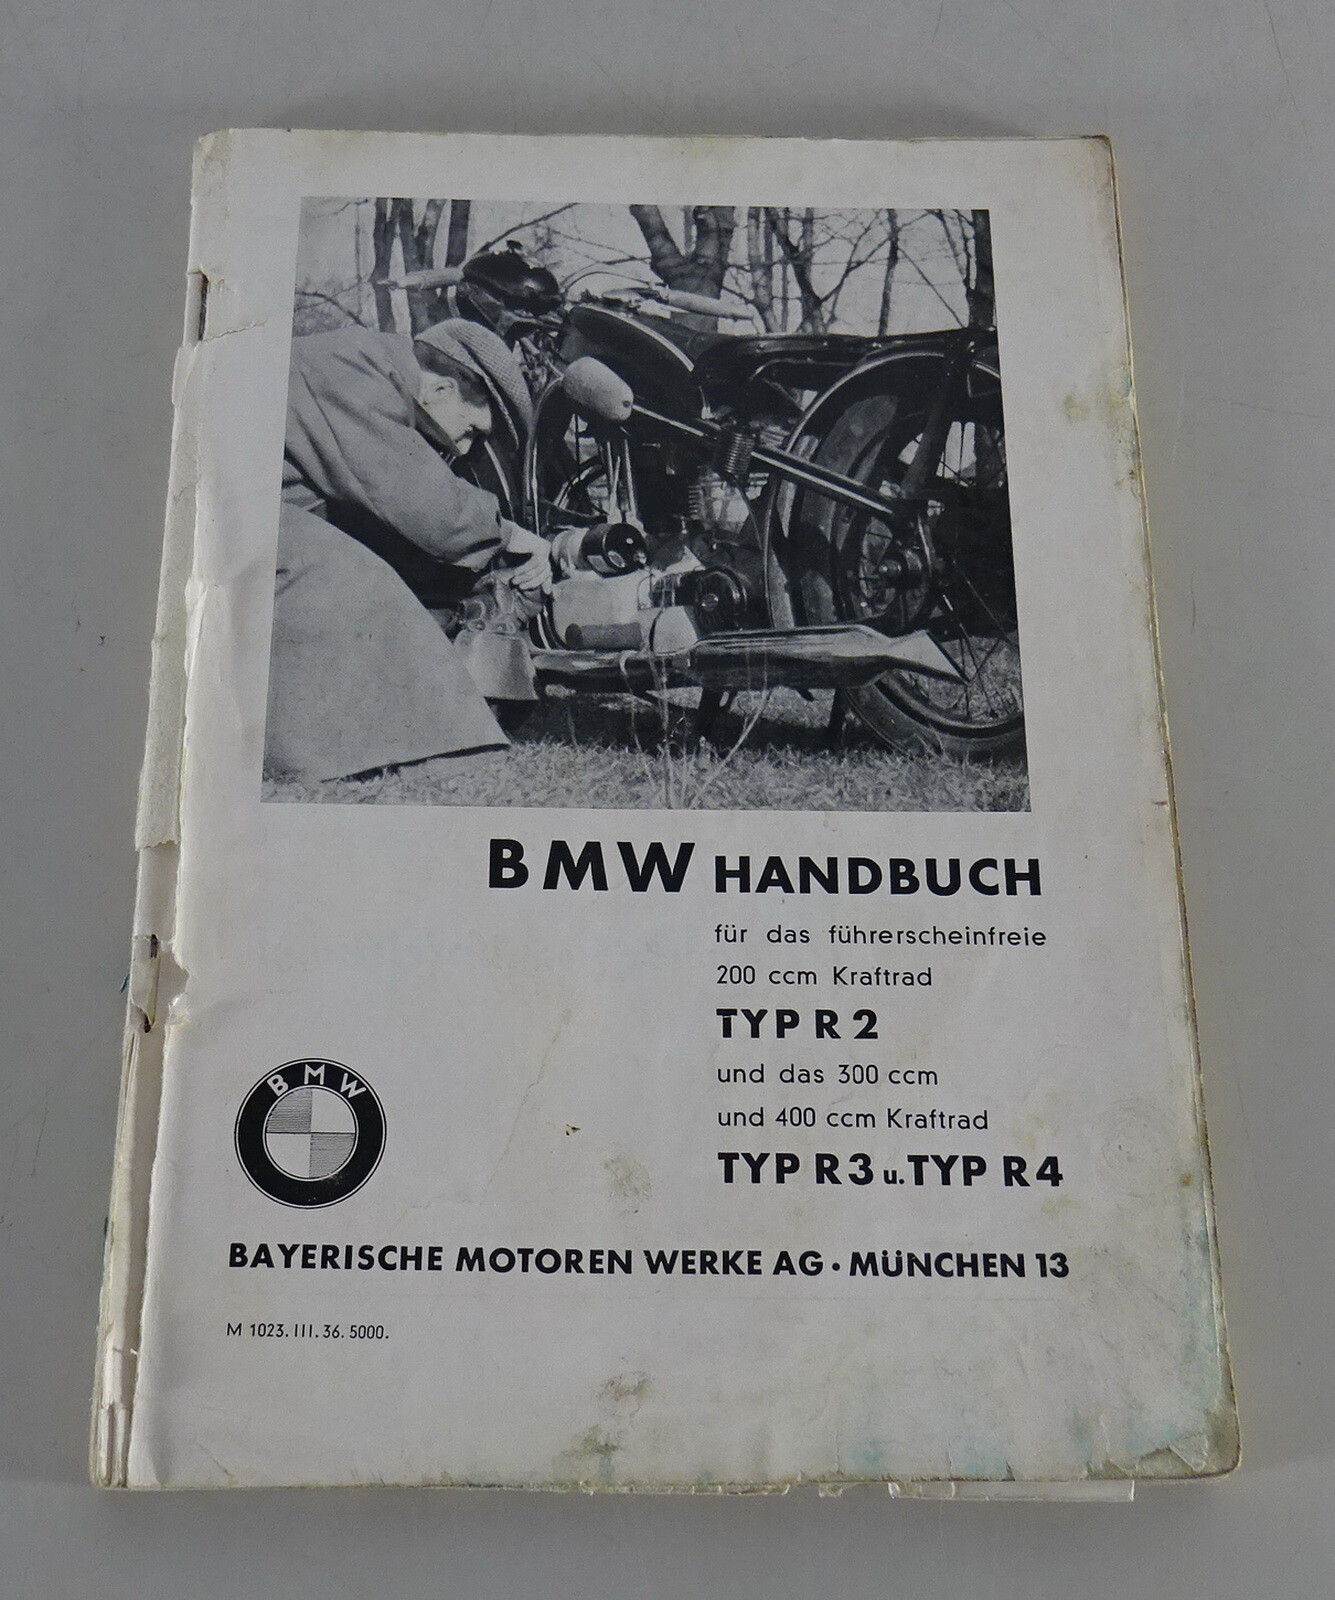 BMW HANDBUCH
für das führerscheinfreie
200 ccm Kraftrad
TYP R 2
und das 300 ccm
und 400 ccm Kraftrad
TYP R 3 u. TYP R 4
BMW
BAYERISCHE MOTOREN WERKE AG • MÜNCHEN 13
M 1023. III. 36. 5000.